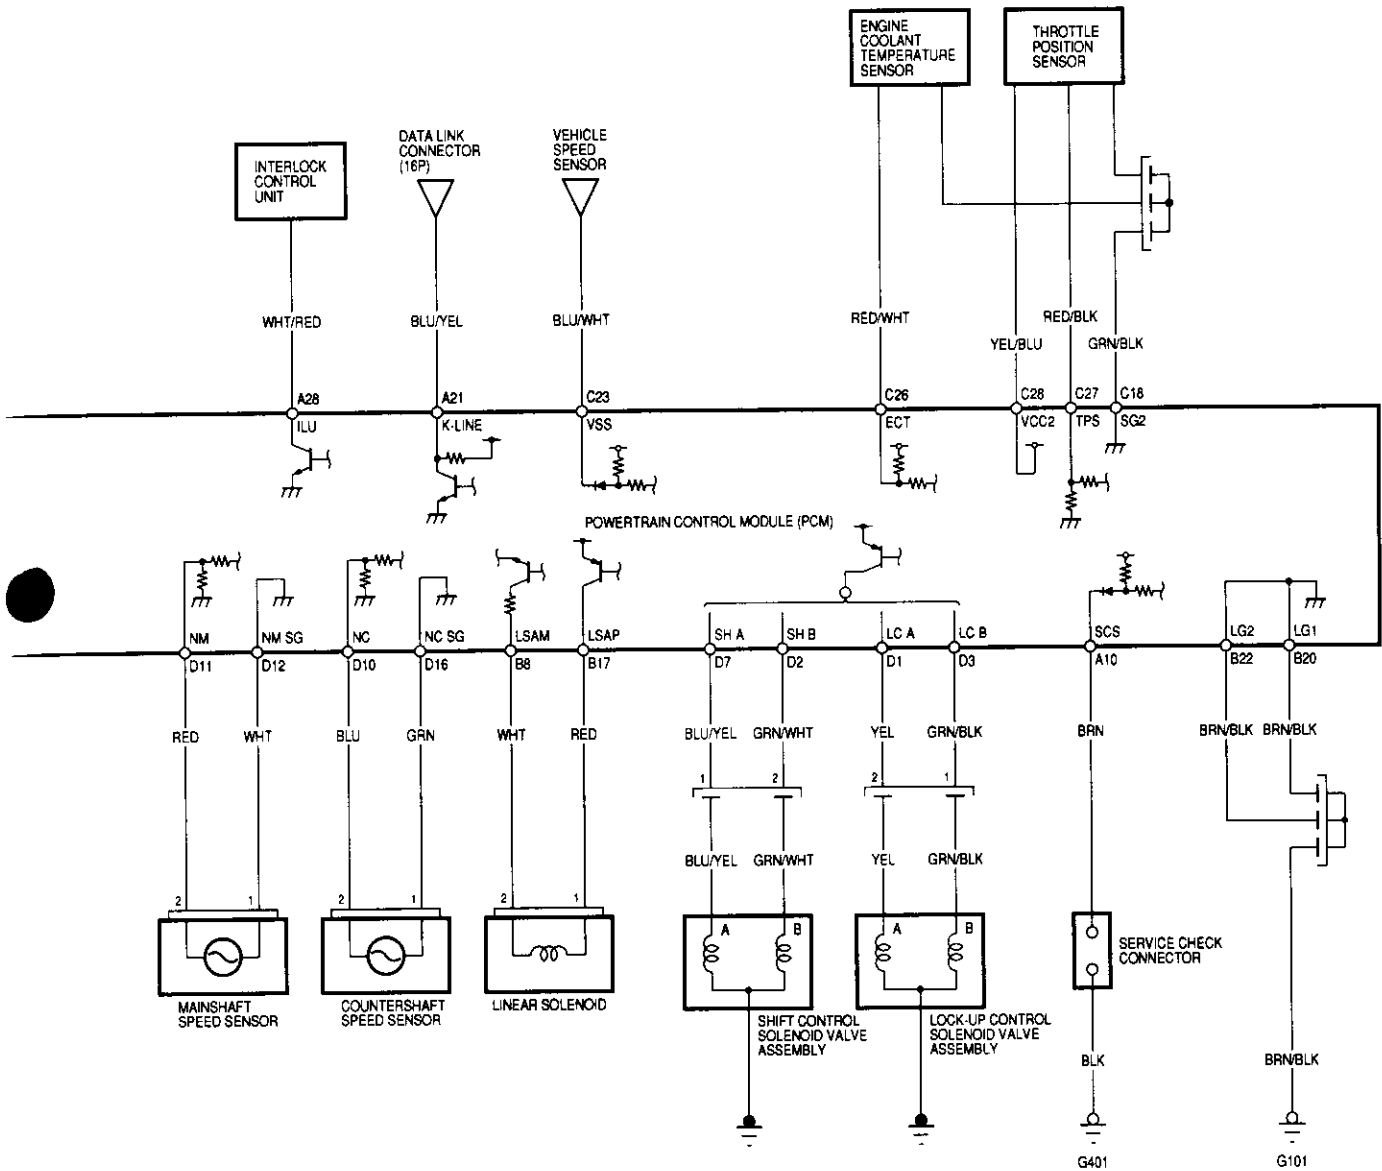 ENGINE
COOLANT
TEMPERATURE
SENSOR
THROTTLE
POSITION
SENSOR
INTERLOCK
CONTROL
UNIT
DATA LINK
CONNECTOR
(16P)
VEHICLE
SPEED
SENSOR
WHT/RED
BLU/YEL
BLU/WHT
RED/WHT
YEL/BLU
RED/BLK
GRN/BLK
A28
A21
C23
C26
C28
C27
C18
ILU
K-LINE
VSS
ECT
VCC2
TPS
SG2
POWERTRAIN CONTROL MODULE (PCM)
NM
NM SG
NC
NC SG
LSAM
LSAP
SH A
SH B
LC A
LC B
SCS
LG2
LG1
D11
D12
D10
D16
B8
B17
D7
D2
D1
D3
A10
B22
B20
RED
WHT
BLU
GRN
WHT
RED
BLU/YEL
GRN/WHT
YEL
GRN/BLK
BRN
BRN/BLK
BRN/BLK
1
2
2
1
BLU/YEL
GRN/WHT
YEL
GRN/BLK
2
1
2
1
2
1
A
B
A
B
MAINSHAFT
SPEED SENSOR
COUNTERSHAFT
SPEED SENSOR
LINEAR SOLENOID
SHIFT CONTROL
SOLENOID VALVE
ASSEMBLY
LOCK-UP CONTROL
SOLENOID VALVE
ASSEMBLY
SERVICE CHECK
CONNECTOR
BLK
BRN/BLK
G401
G101